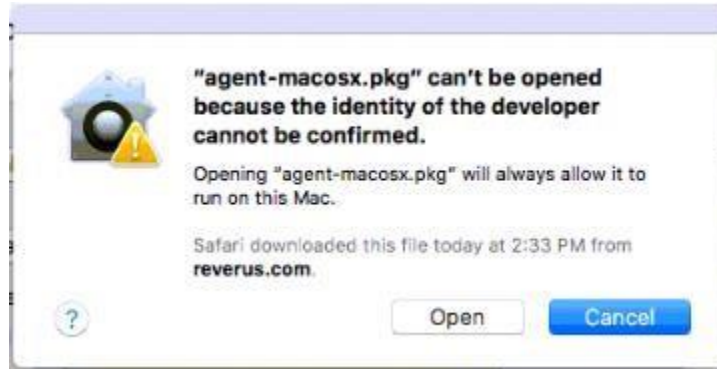 "agent-macosx.pkg" can't be opened
because the identity of the developer
cannot be confirmed.
Opening "agent-macosx.pkg" will always allow it to
run on this Mac.
Safari downloaded this file today at 2:33 PM from
reverus.com.
?
Open
Cancel